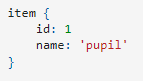 item {
    id: 1
    name: 'pupil'
}